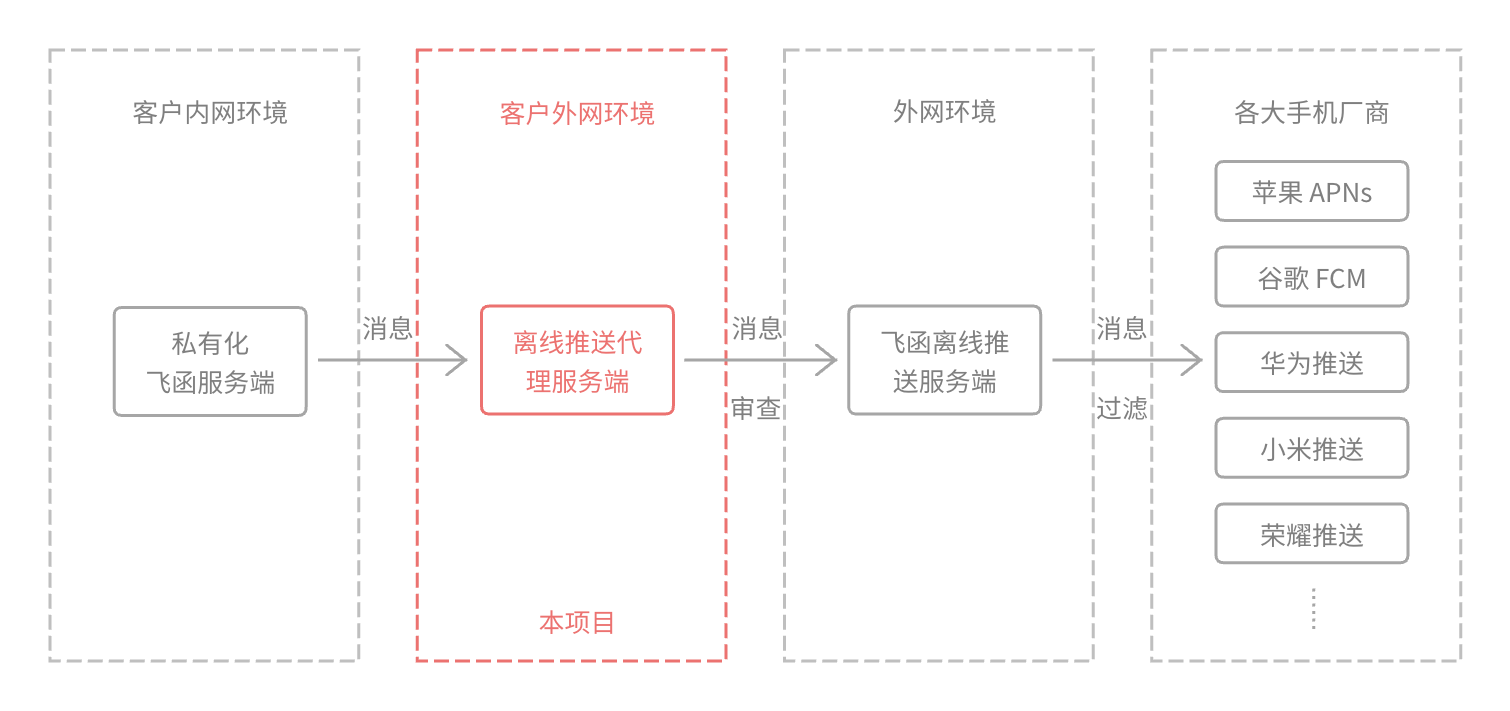 客户内网环境
私有化
飞函服务端
消息
客户外网环境
离线推送代
理服务端
本项目
消息
审查
外网环境
飞函离线推
送服务端
消息
过滤
各大手机厂商
苹果 APNs
谷歌 FCM
华为推送
小米推送
荣耀推送